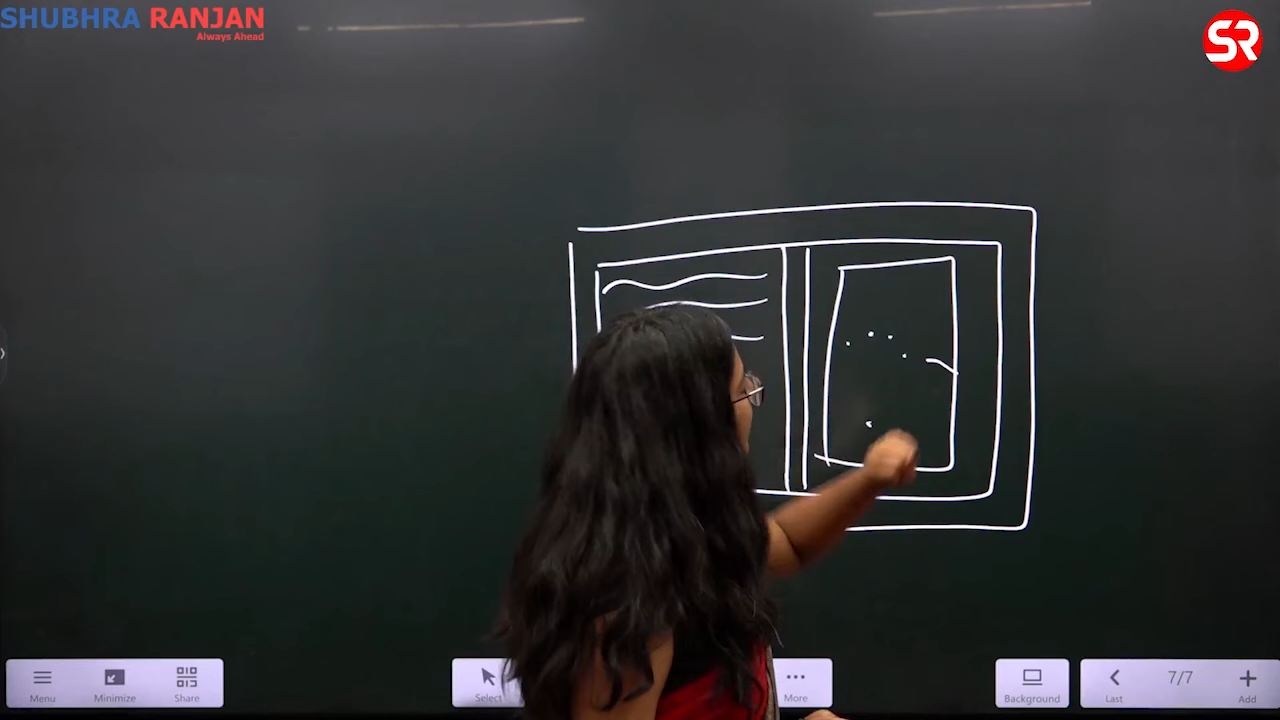 SHUBHRA RANJAN
Always Ahead
SR
Menu
Minimize
Share
Select
More
Background
Last
7/7
Add